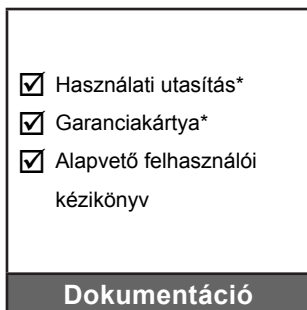 Használati utasítás*
Garanciakártya*
Alapvető felhasználói
kézikönyv
Dokumentáció